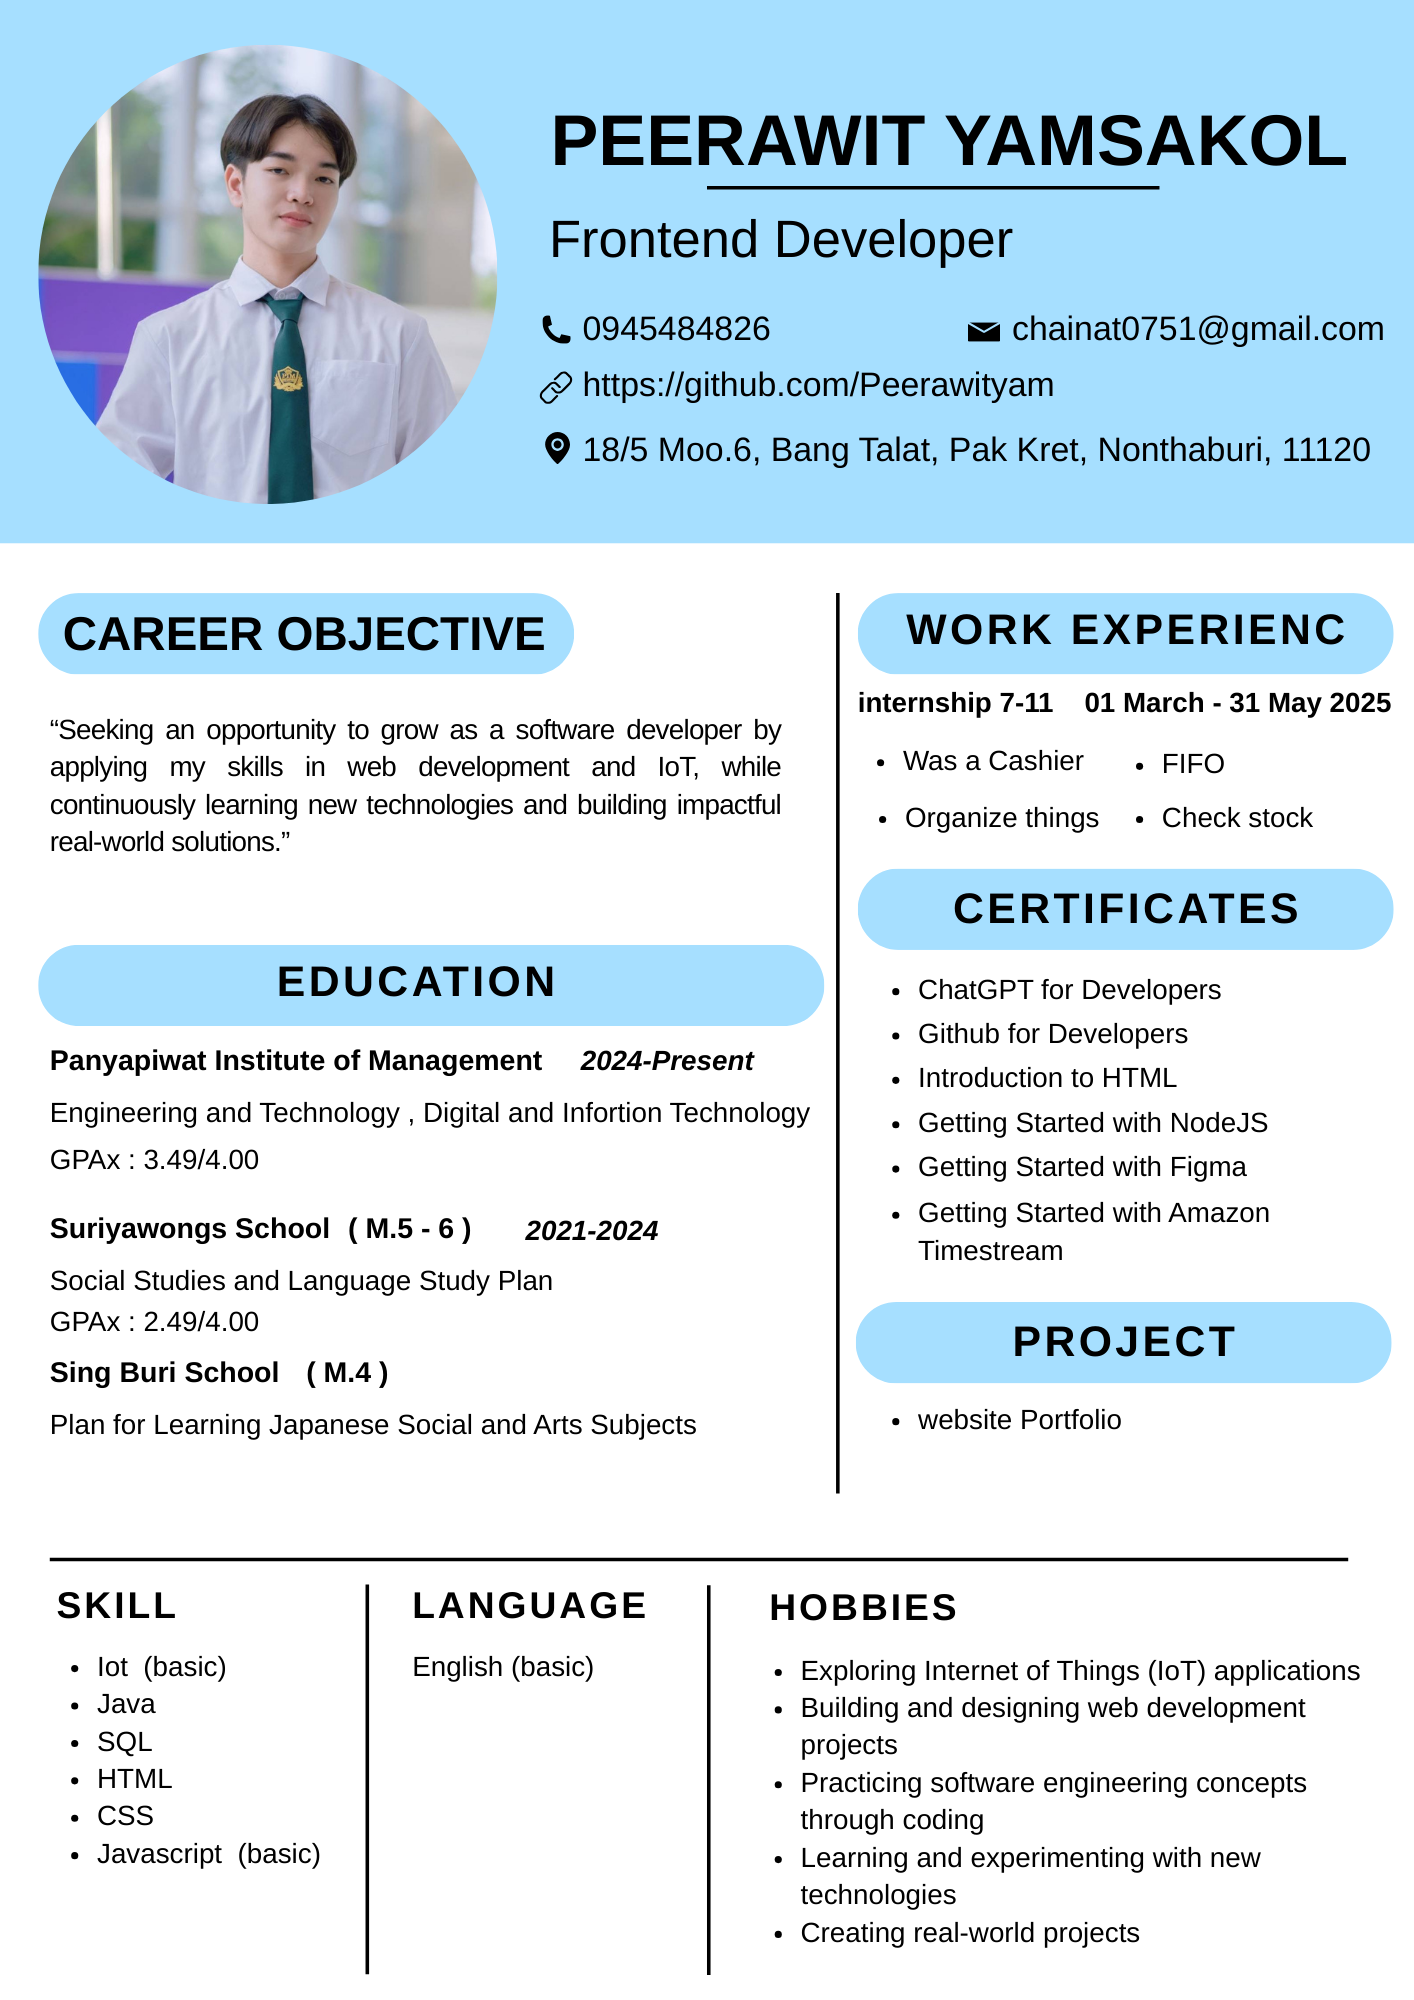 PEERAWIT YAMSAKOL
Frontend Developer
0945484826
chainat0751@gmail.com
https://github.com/Peerawityam
18/5 Moo.6, Bang Talat, Pak Kret, Nonthaburi, 11120
CAREER OBJECTIVE
“Seeking an opportunity to grow as a software developer by
applying my skills in web development and IoT, while
continuously learning new technologies and building impactful
real-world solutions.”
EDUCATION
Panyapiwat Institute of Management 2024-Present
Engineering and Technology , Digital and Infortion Technology
GPAx : 3.49/4.00
Suriyawongs School ( M.5 - 6 ) 2021-2024
Social Studies and Language Study Plan
GPAx : 2.49/4.00
Sing Buri School ( M.4 )
Plan for Learning Japanese Social and Arts Subjects
WORK EXPERIENC
internship 7-11 01 March - 31 May 2025
• Was a Cashier • FIFO
• Organize things • Check stock
CERTIFICATES
• ChatGPT for Developers
• Github for Developers
• Introduction to HTML
• Getting Started with NodeJS
• Getting Started with Figma
• Getting Started with Amazon
Timestream
PROJECT
• website Portfolio
SKILL
• Iot (basic)
• Java
• SQL
• HTML
• CSS
• Javascript (basic)
LANGUAGE
English (basic)
HOBBIES
• Exploring Internet of Things (IoT) applications
• Building and designing web development
projects
• Practicing software engineering concepts
through coding
• Learning and experimenting with new
technologies
• Creating real-world projects